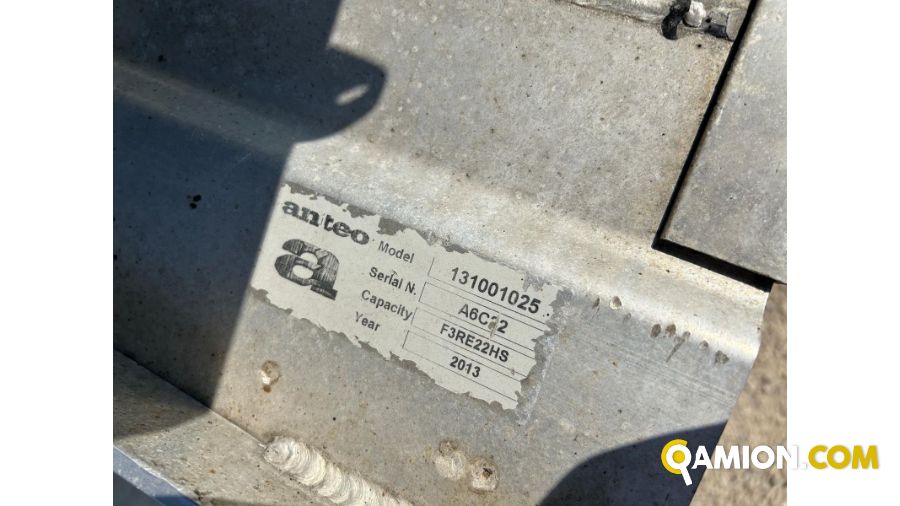 anteo
a
Model 131001025
Serial N.
Capacity F3RE22HS
Year 2013
QAMION.COM